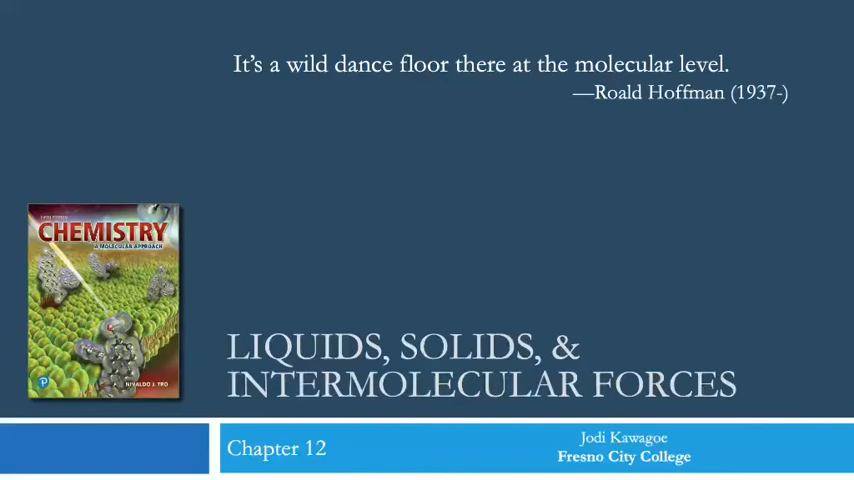 It's a wild dance floor there at the molecular level.
—Roald Hoffman (1937-)
CHEMISTRY
A MOLECULAR APPROACH
NIVALDO J. TRO
LIQUIDS, SOLIDS, &
INTERMOLECULAR FORCES
Chapter 12
Jodi Kawagoe
Fresno City College